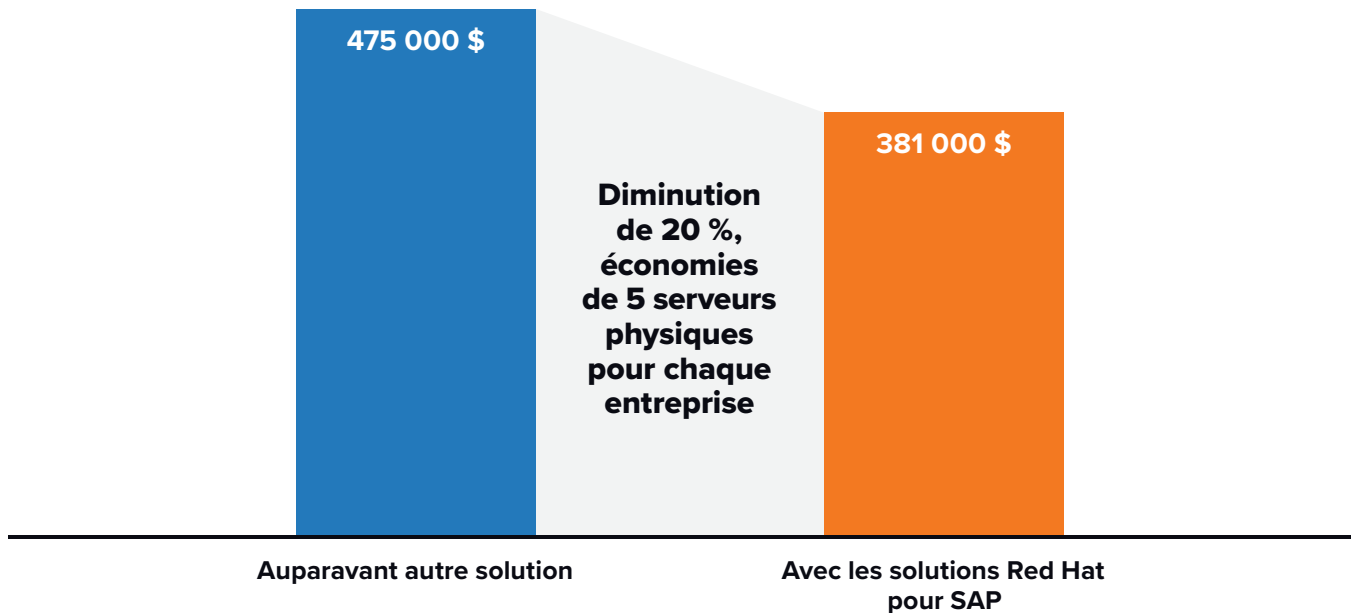 475 000 $
381 000 $
Diminution
de 20 %,
économies
de 5 serveurs
physiques
pour chaque
entreprise
Auparavant autre solution
Avec les solutions Red Hat
pour SAP